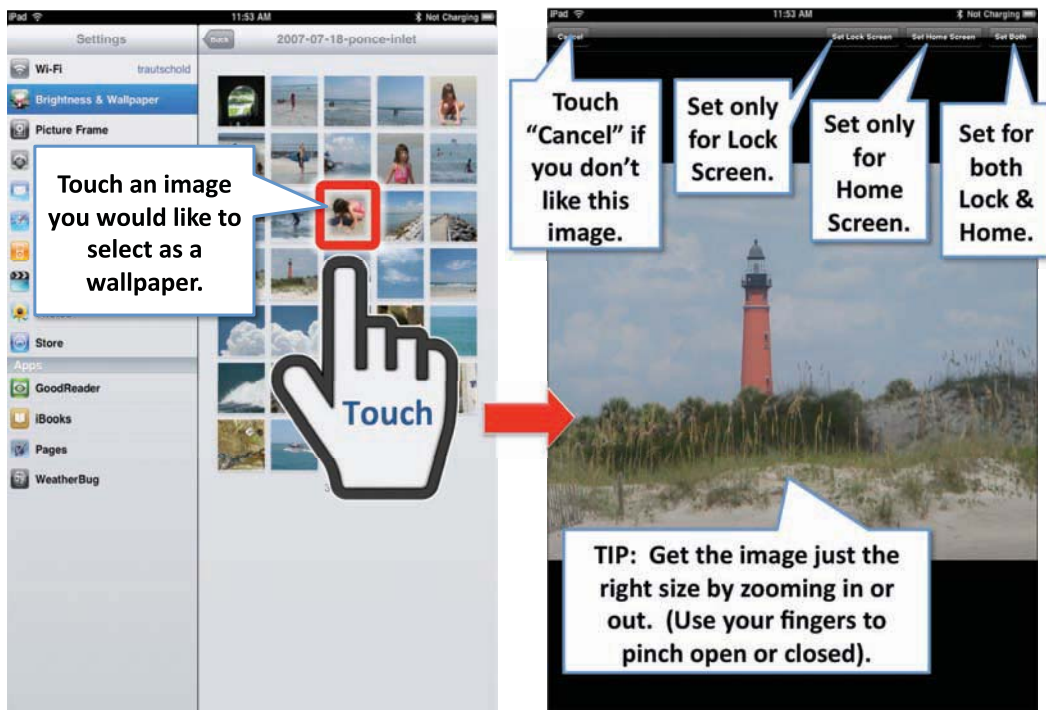 iPad
11:53 AM
Not Charging
Settings
Back
2007-07-18-ponce-inlet
Wi-Fi
trautschold
Brightness & Wallpaper
Picture Frame
Touch an image
you would like to
select as a
wallpaper.
Photos
Store
Apps
GoodReader
iBooks
Pages
WeatherBug
Touch
iPad
11:53 AM
Not Charging
Cancel
Set Lock Screen
Set Home Screen
Set Both
Touch
“Cancel” if
you don’t
like this
image.
Set only
for Lock
Screen.
Set only
for
Home
Screen.
Set for
both
Lock &
Home.
TIP: Get the image just the
right size by zooming in or
out. (Use your fingers to
pinch open or closed).